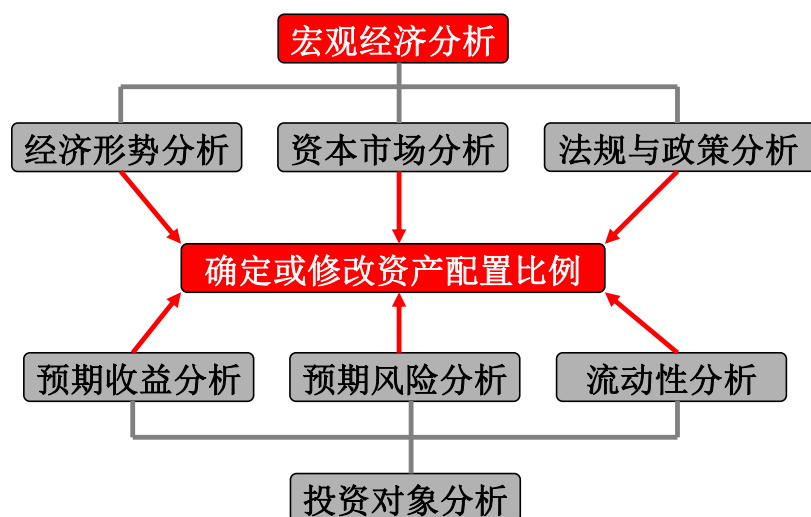 宏观经济分析
经济形势分析
资本市场分析
法规与政策分析
确定或修改资产配置比例
预期收益分析
预期风险分析
流动性分析
投资对象分析